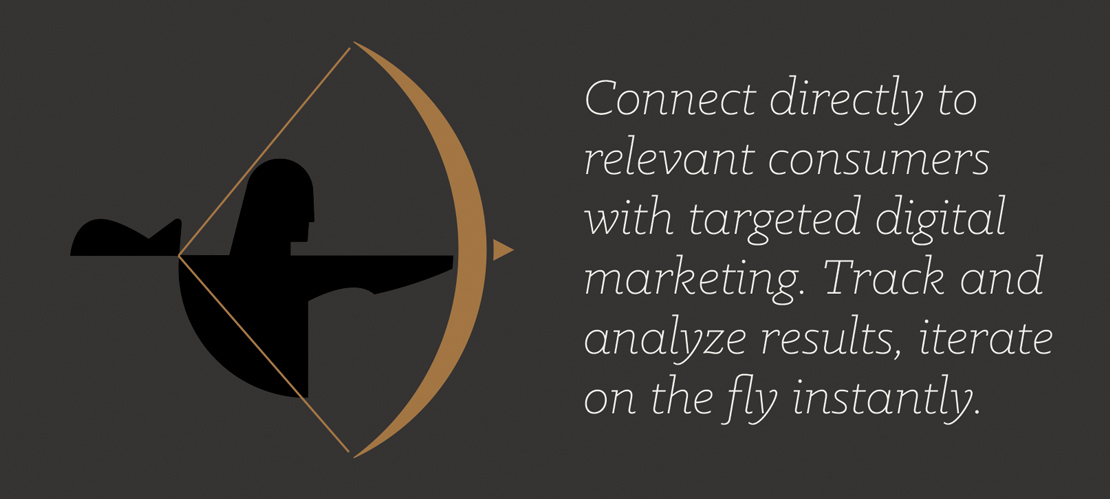 Connect directly to
relevant consumers
with targeted digital
marketing. Track and
analyze results, iterate
on the fly instantly.